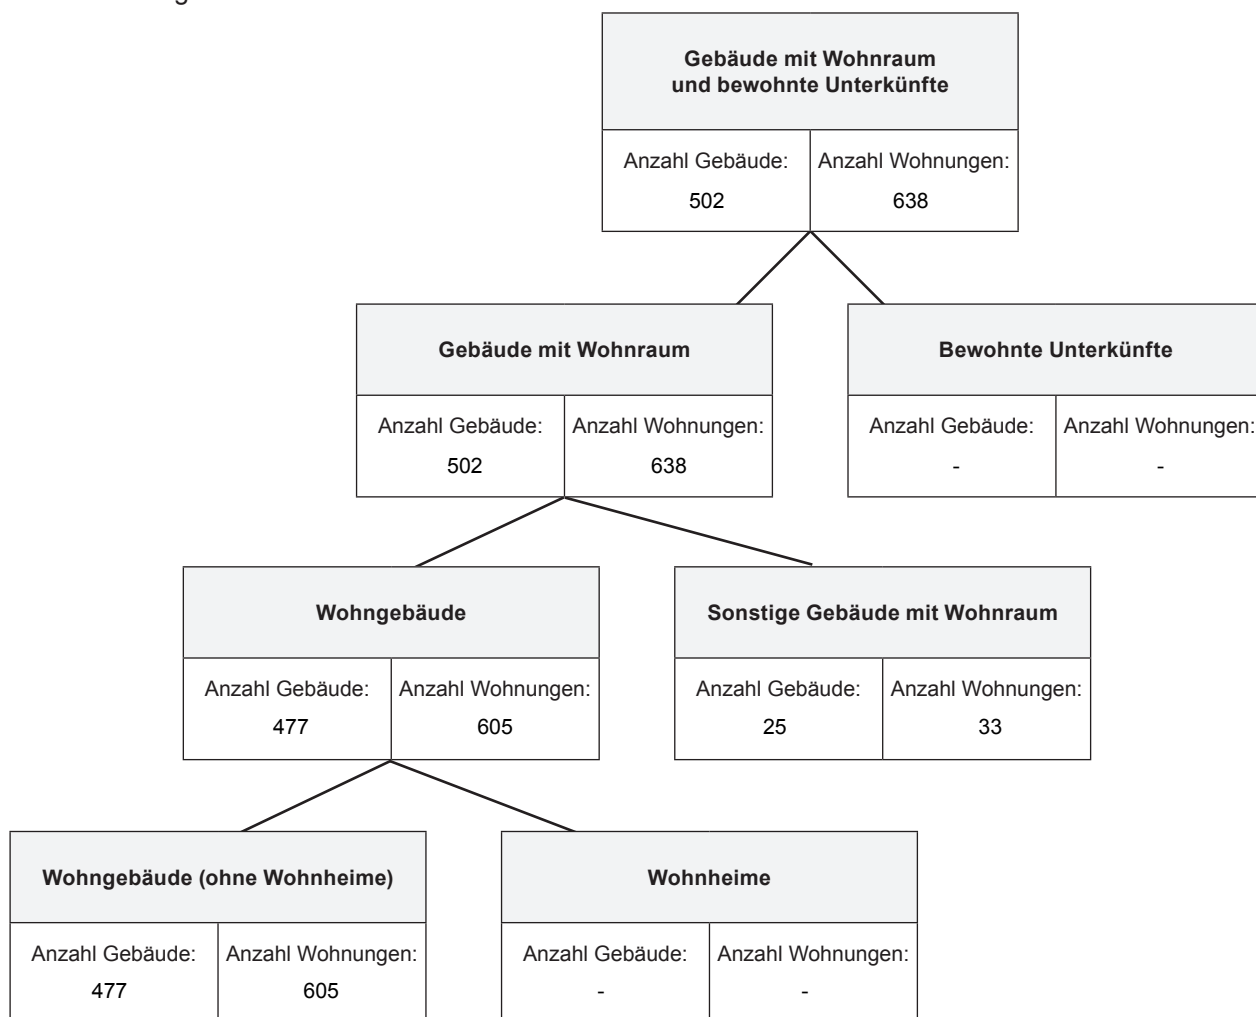 Gebäude mit Wohnraum
und bewohnte Unterkünfte
Anzahl Gebäude: Anzahl Wohnungen:
502 638
Gebäude mit Wohnraum
Anzahl Gebäude: Anzahl Wohnungen:
502 638
Bewohnte Unterkünfte
Anzahl Gebäude: Anzahl Wohnungen:
- -
Wohngebäude
Anzahl Gebäude: Anzahl Wohnungen:
477 605
Sonstige Gebäude mit Wohnraum
Anzahl Gebäude: Anzahl Wohnungen:
25 33
Wohngebäude (ohne Wohnheime)
Anzahl Gebäude: Anzahl Wohnungen:
477 605
Wohnheime
Anzahl Gebäude: Anzahl Wohnungen:
- -